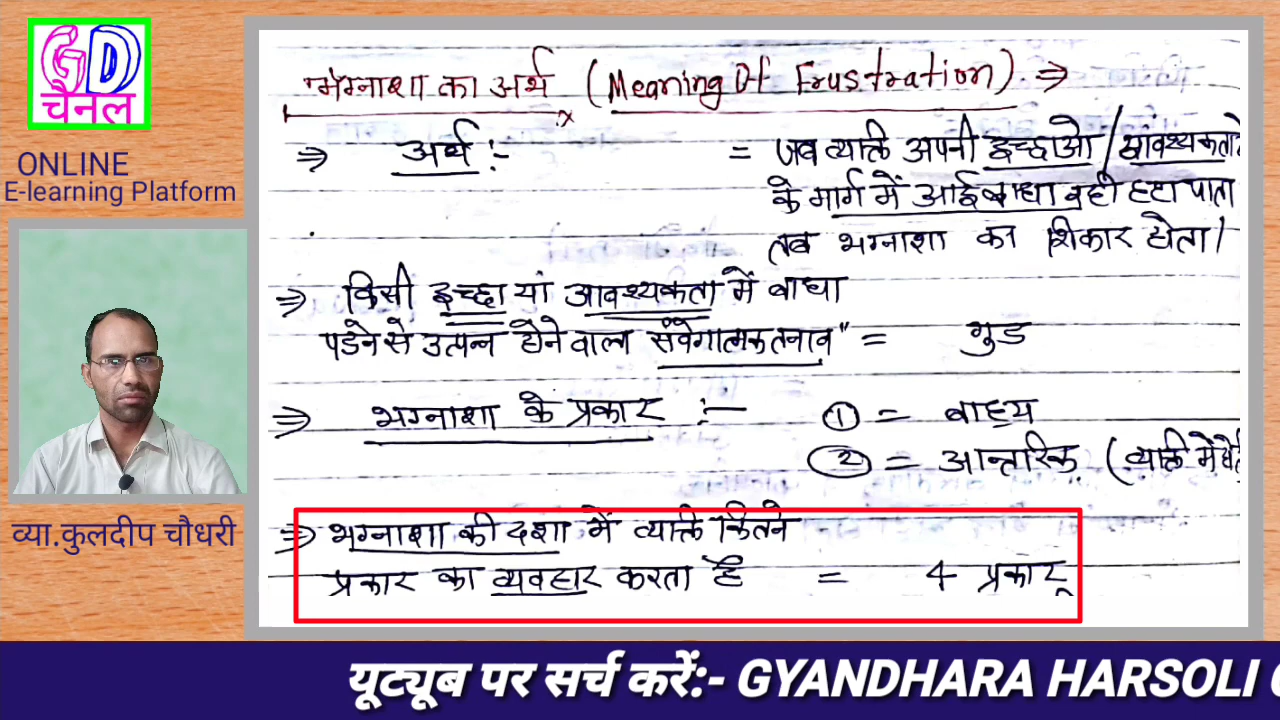 GD
चैनल
ONLINE
E-learning Platform
व्या.कुलदीप चौधरी
भग्नाशा का अर्थ (Meaning Of Frustration). ⇒
⇒ अर्थ :- = जब व्यक्ति अपनी इच्छाओ/आवश्यकताओ
के मार्ग में आई बाधा नही हटा पाता
तब भग्नाशा का शिकार होता।
⇒ किसी इच्छा या आवश्यकता में बाधा
पडने से उत्पन्न होने वाला संवेगात्मक तनाव" = गुड
⇒ भग्नाशा के प्रकार :- ① = बाह्य
② = आन्तरिक (व्यक्ति मे
⇒ भग्नाशा की दशा में व्यक्ति कितने
प्रकार का व्यवहार करता है = 4 प्रकार
यूट्यूब पर सर्च करें:- GYANDHARA HARSOLI